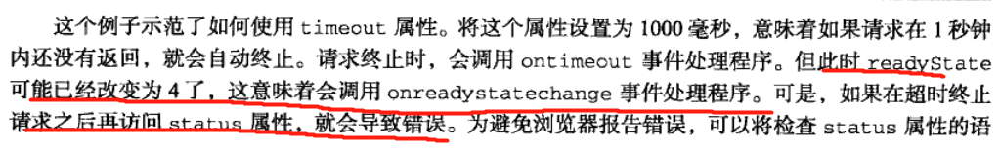 这个例子示范了如何使用 timeout 属性。将这个属性设置为 1000 毫秒，意味着如果请求在 1 秒钟
内还没有返回，就会自动终止。请求终止时，会调用 ontimeout 事件处理程序。但此时 readyState
可能已经改变为 4 了，这意味着会调用 onreadystatechange 事件处理程序。可是，如果在超时终止
请求之后再访问 status 属性，就会导致错误。为避免浏览器报告错误，可以将检查 status 属性的语